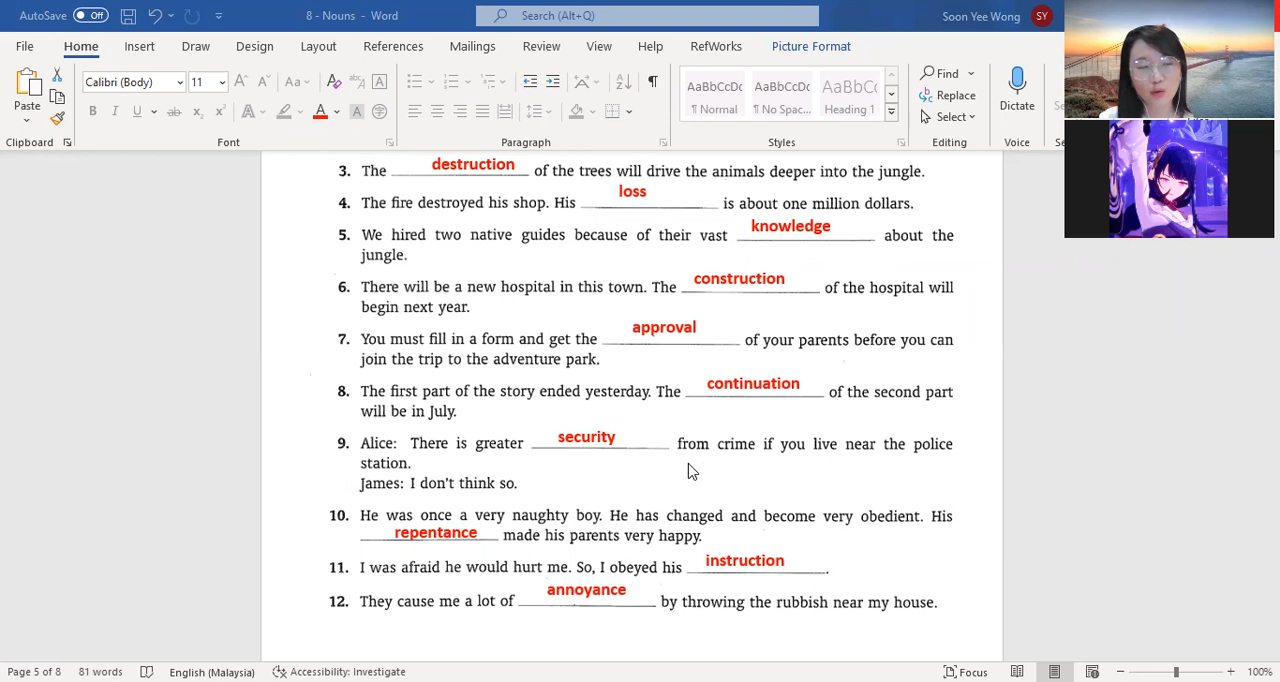 AutoSave Off 8 - Nouns - Word Search (Alt+Q) Soon Yee Wong SY
File Home Insert Draw Design Layout References Mailings Review View Help RefWorks Picture Format
Calibri (Body) 11 A A Aa A A AaBbCcDc AaBbCcDc AaBbCc Find
Paste B I U ab x₂ x² A A A A ¶ Normal ¶ No Spac... Heading 1 Replace Dictate
Select
Clipboard Font Paragraph Styles Editing Voice
3. The destruction of the trees will drive the animals deeper into the jungle.
4. The fire destroyed his shop. His loss is about one million dollars.
5. We hired two native guides because of their vast knowledge about the
jungle.
6. There will be a new hospital in this town. The construction of the hospital will
begin next year.
7. You must fill in a form and get the approval of your parents before you can
join the trip to the adventure park.
8. The first part of the story ended yesterday. The continuation of the second part
will be in July.
9. Alice: There is greater security from crime if you live near the police
station.
James: I don't think so.
10. He was once a very naughty boy. He has changed and become very obedient. His
repentance made his parents very happy.
11. I was afraid he would hurt me. So, I obeyed his instruction.
12. They cause me a lot of annoyance by throwing the rubbish near my house.
Page 5 of 8 81 words English (Malaysia) Accessibility: Investigate Focus 100%